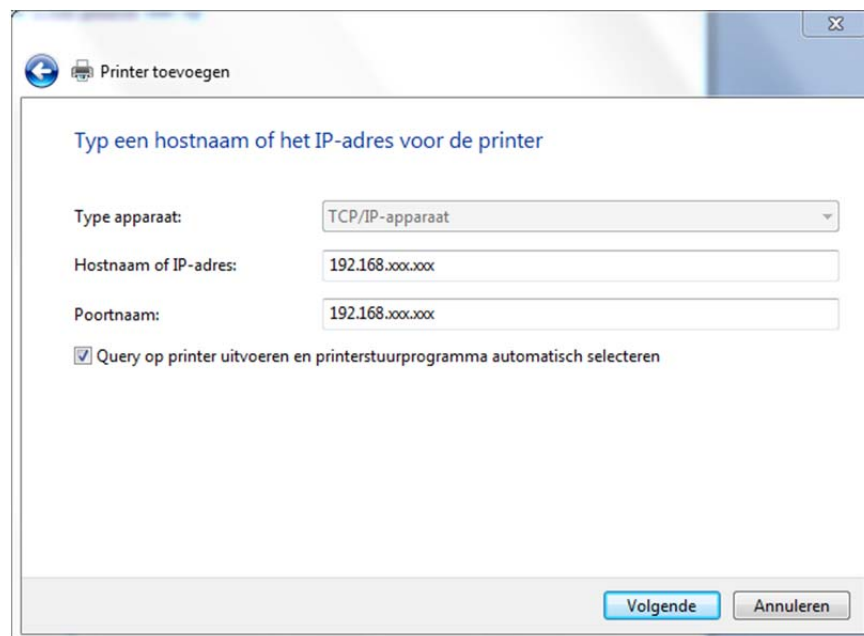 Printer toevoegen
Typ een hostnaam of het IP-adres voor de printer
Type apparaat: TCP/IP-apparaat
Hostnaam of IP-adres: 192.168.xxx.xxx
Poortnaam: 192.168.xxx.xxx
Query op printer uitvoeren en printerstuurprogramma automatisch selecteren
Volgende Annuleren